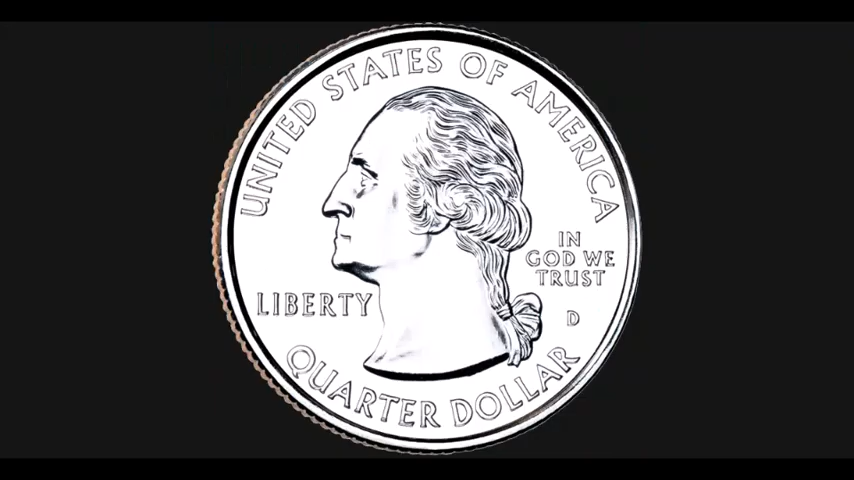 UNITED STATES OF AMERICA
LIBERTY
IN
GOD WE
TRUST
D
QUARTER DOLLAR